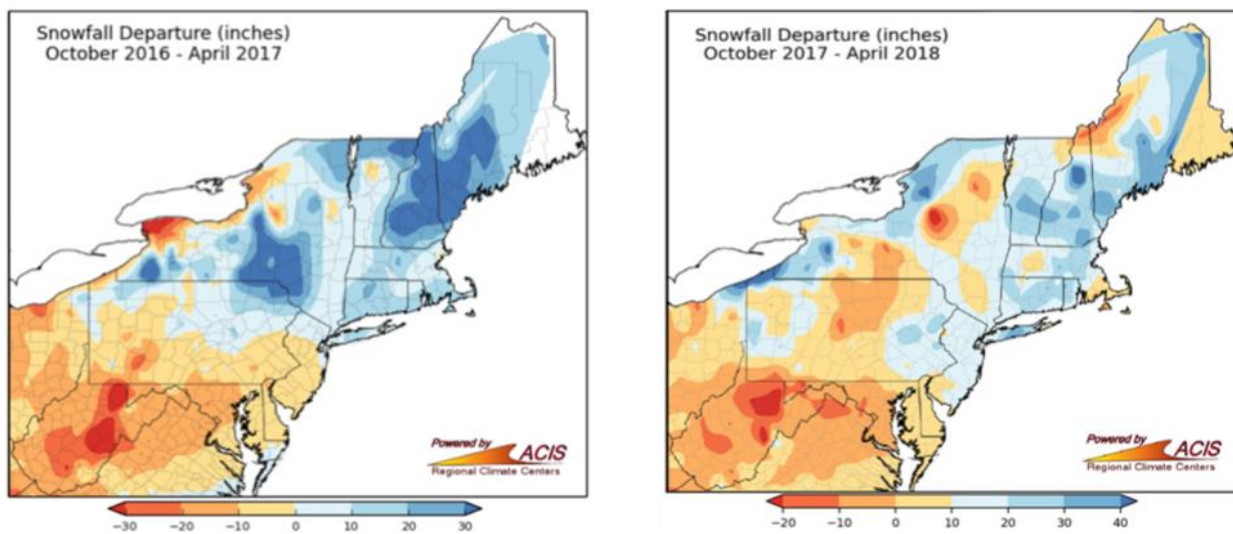 Snowfall Departure (inches)
October 2016 - April 2017
Powered by
ACIS
Regional Climate Centers
−30 −20 −10 0 10 20 30
Snowfall Departure (inches)
October 2017 - April 2018
Powered by
ACIS
Regional Climate Centers
−20 −10 0 10 20 30 40